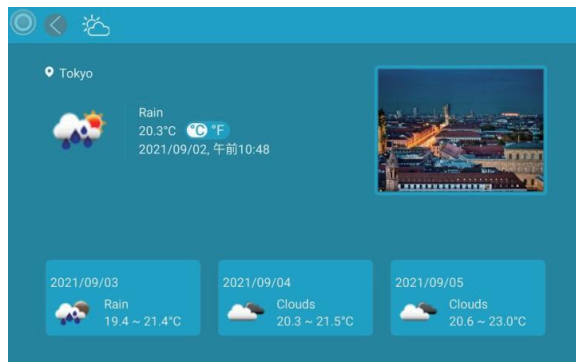 Tokyo
Rain
20.3°C °C °F
2021/09/02, 午前10:48
2021/09/03
Rain
19.4 ~ 21.4°C
2021/09/04
Clouds
20.3 ~ 21.5°C
2021/09/05
Clouds
20.6 ~ 23.0°C